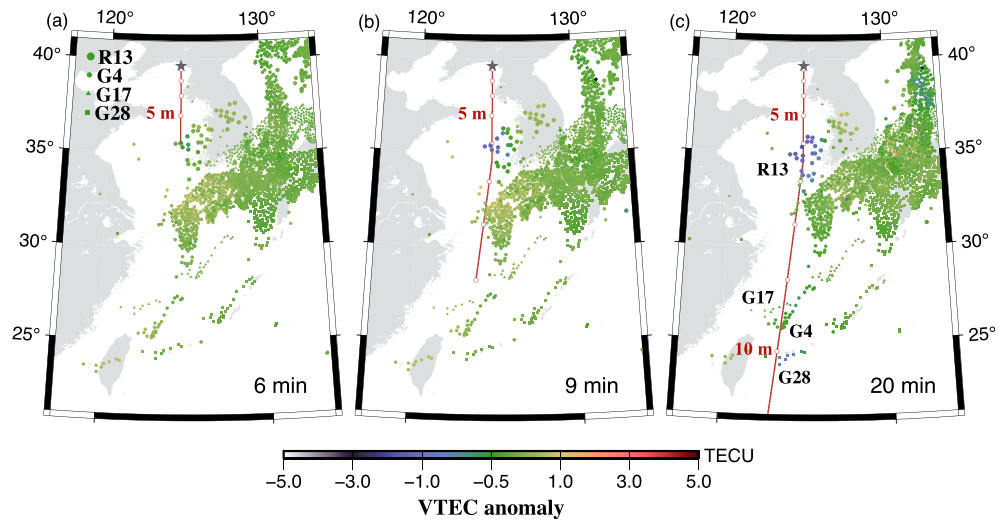 (a) 120° 130° (b) 120° 130° (c) 120° 130°
40° 40°
R13
G4
G17
G28
5 m 5 m 5 m
35° 35°
R13
30° 30°
G17
G4
25° 25°
10 m
G28
6 min 9 min 20 min
TECU
−5.0 −3.0 −1.0 −0.5 1.0 3.0 5.0
VTEC anomaly